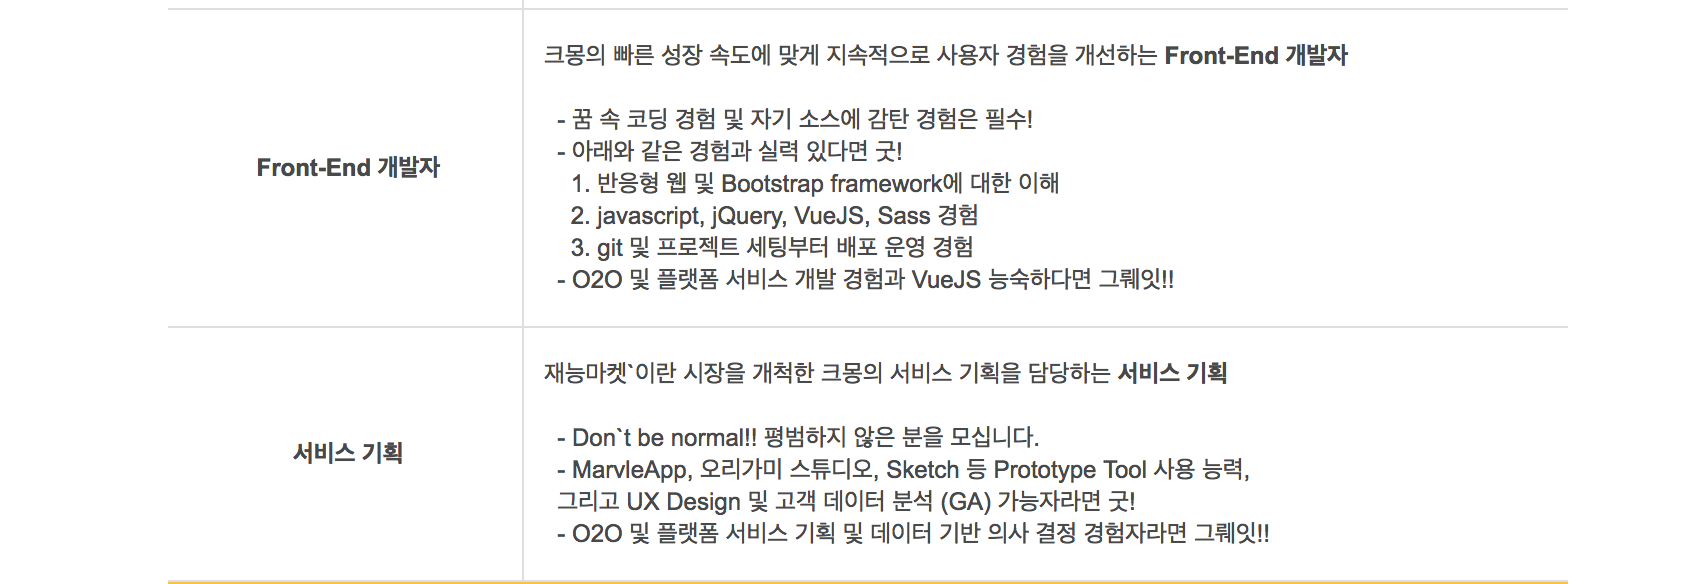 Front-End 개발자
크몽의 빠른 성장 속도에 맞게 지속적으로 사용자 경험을 개선하는 Front-End 개발자
- 꿈 속 코딩 경험 및 자기 소스에 감탄 경험은 필수!
- 아래와 같은 경험과 실력 있다면 굿!
1. 반응형 웹 및 Bootstrap framework에 대한 이해
2. javascript, jQuery, VueJS, Sass 경험
3. git 및 프로젝트 세팅부터 배포 운영 경험
- O2O 및 플랫폼 서비스 개발 경험과 VueJS 능숙하다면 그뤠잇!!
서비스 기획
재능마켓`이란 시장을 개척한 크몽의 서비스 기획을 담당하는 서비스 기획
- Don`t be normal!! 평범하지 않은 분을 모십니다.
- MarvleApp, 오리가미 스튜디오, Sketch 등 Prototype Tool 사용 능력,
그리고 UX Design 및 고객 데이터 분석 (GA) 가능자라면 굿!
- O2O 및 플랫폼 서비스 기획 및 데이터 기반 의사 결정 경험자라면 그뤠잇!!